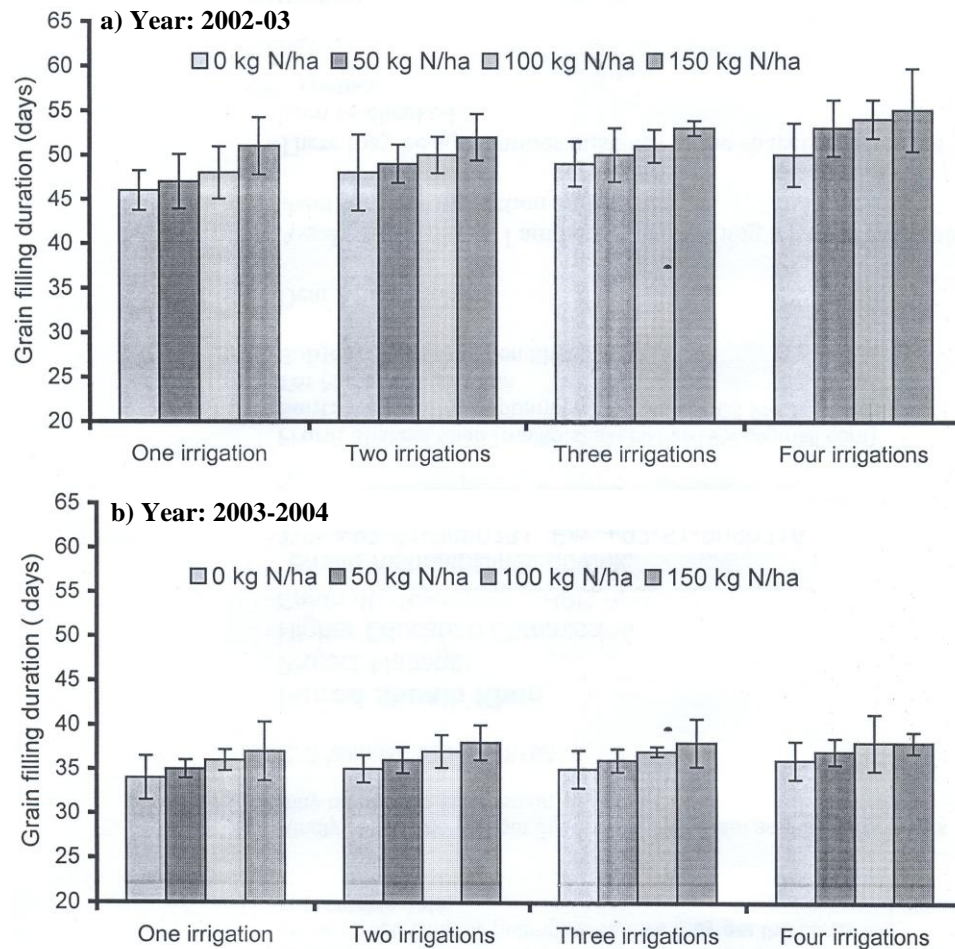 a) Year: 2002-03
0 kg N/ha 50 kg N/ha 100 kg N/ha 150 kg N/ha
Grain filling duration (days)
65
60
55
50
45
40
35
30
25
20
One irrigation Two irrigations Three irrigations Four irrigations
b) Year: 2003-2004
0 kg N/ha 50 kg N/ha 100 kg N/ha 150 kg N/ha
Grain filling duration ( days)
65
60
55
50
45
40
35
30
25
20
One irrigation Two irrigations Three irrigations Four irrigations